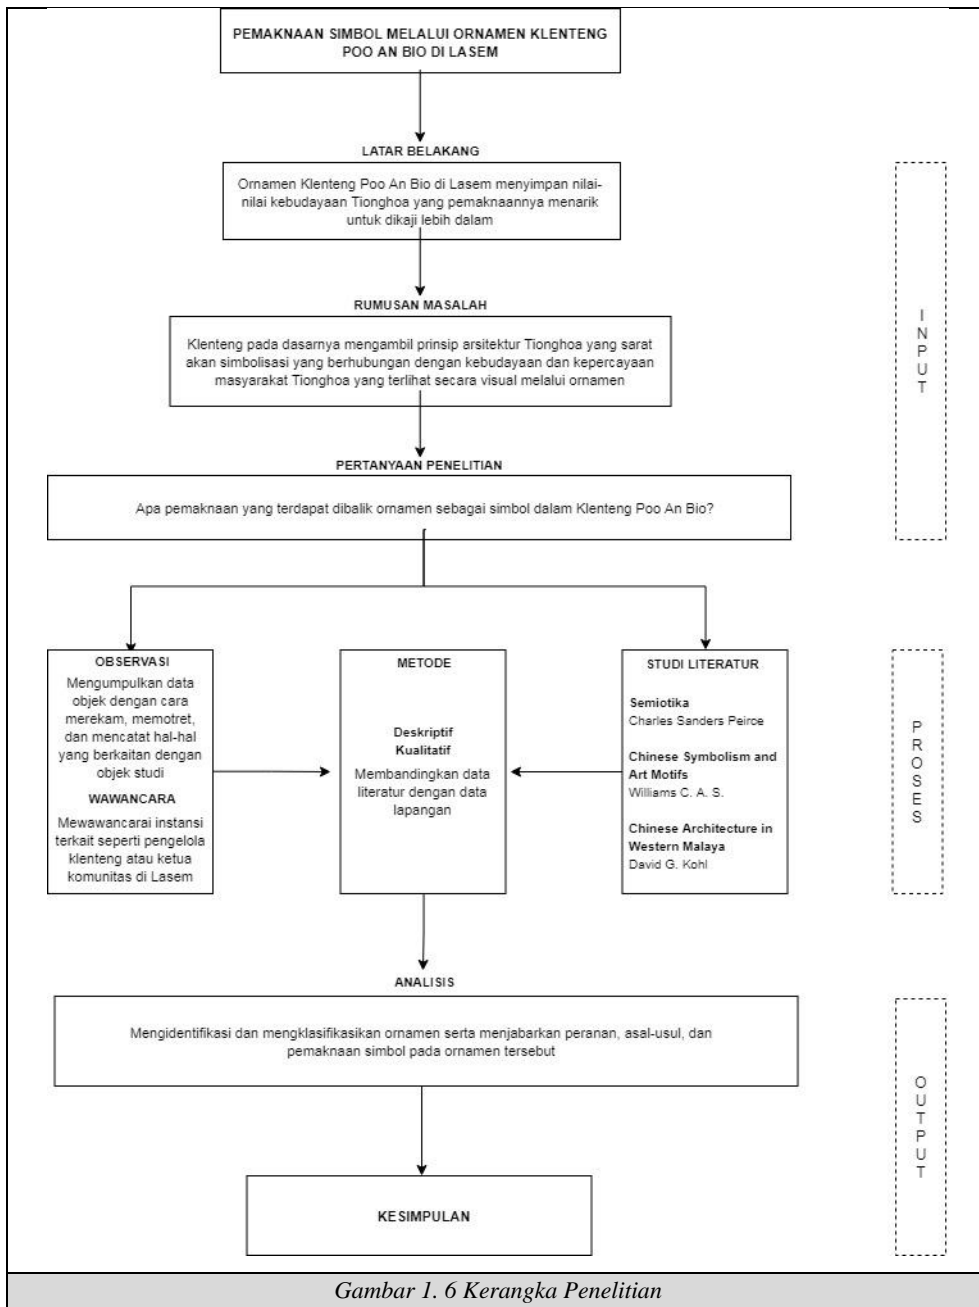 PEMAKNAAN SIMBOL MELALUI ORNAMEN KLENTENG
POO AN BIO DI LASEM
LATAR BELAKANG
Ornamen Klenteng Poo An Bio di Lasem menyimpan nilai-
nilai kebudayaan Tionghoa yang pemaknaannya menarik
untuk dikaji lebih dalam
RUMUSAN MASALAH
Klenteng pada dasarnya mengambil prinsip arsitektur Tionghoa yang sarat
akan simbolisasi yang berhubungan dengan kebudayaan dan kepercayaan
masyarakat Tionghoa yang terlihat secara visual melalui ornamen
PERTANYAAN PENELITIAN
Apa pemaknaan yang terdapat dibalik ornamen sebagai simbol dalam Klenteng Poo An Bio?
INPUT
OBSERVASI
Mengumpulkan data
objek dengan cara
merekam, memotret,
dan mencatat hal-hal
yang berkaitan dengan
objek studi
WAWANCARA
Mewawancarai instansi
terkait seperti pengelola
klenteng atau ketua
komunitas di Lasem
METODE
Deskriptif
Kualitatif
Membandingkan data
literatur dengan data
lapangan
STUDI LITERATUR
Semiotika
Charles Sanders Peirce
Chinese Symbolism and
Art Motifs
Williams C. A. S.
Chinese Architecture in
Western Malaya
David G. Kohl
PROSES
ANALISIS
Mengidentifikasi dan mengklasifikasikan ornamen serta menjabarkan peranan, asal-usul, dan
pemaknaan simbol pada ornamen tersebut
KESIMPULAN
OUTPUT
Gambar 1. 6 Kerangka Penelitian